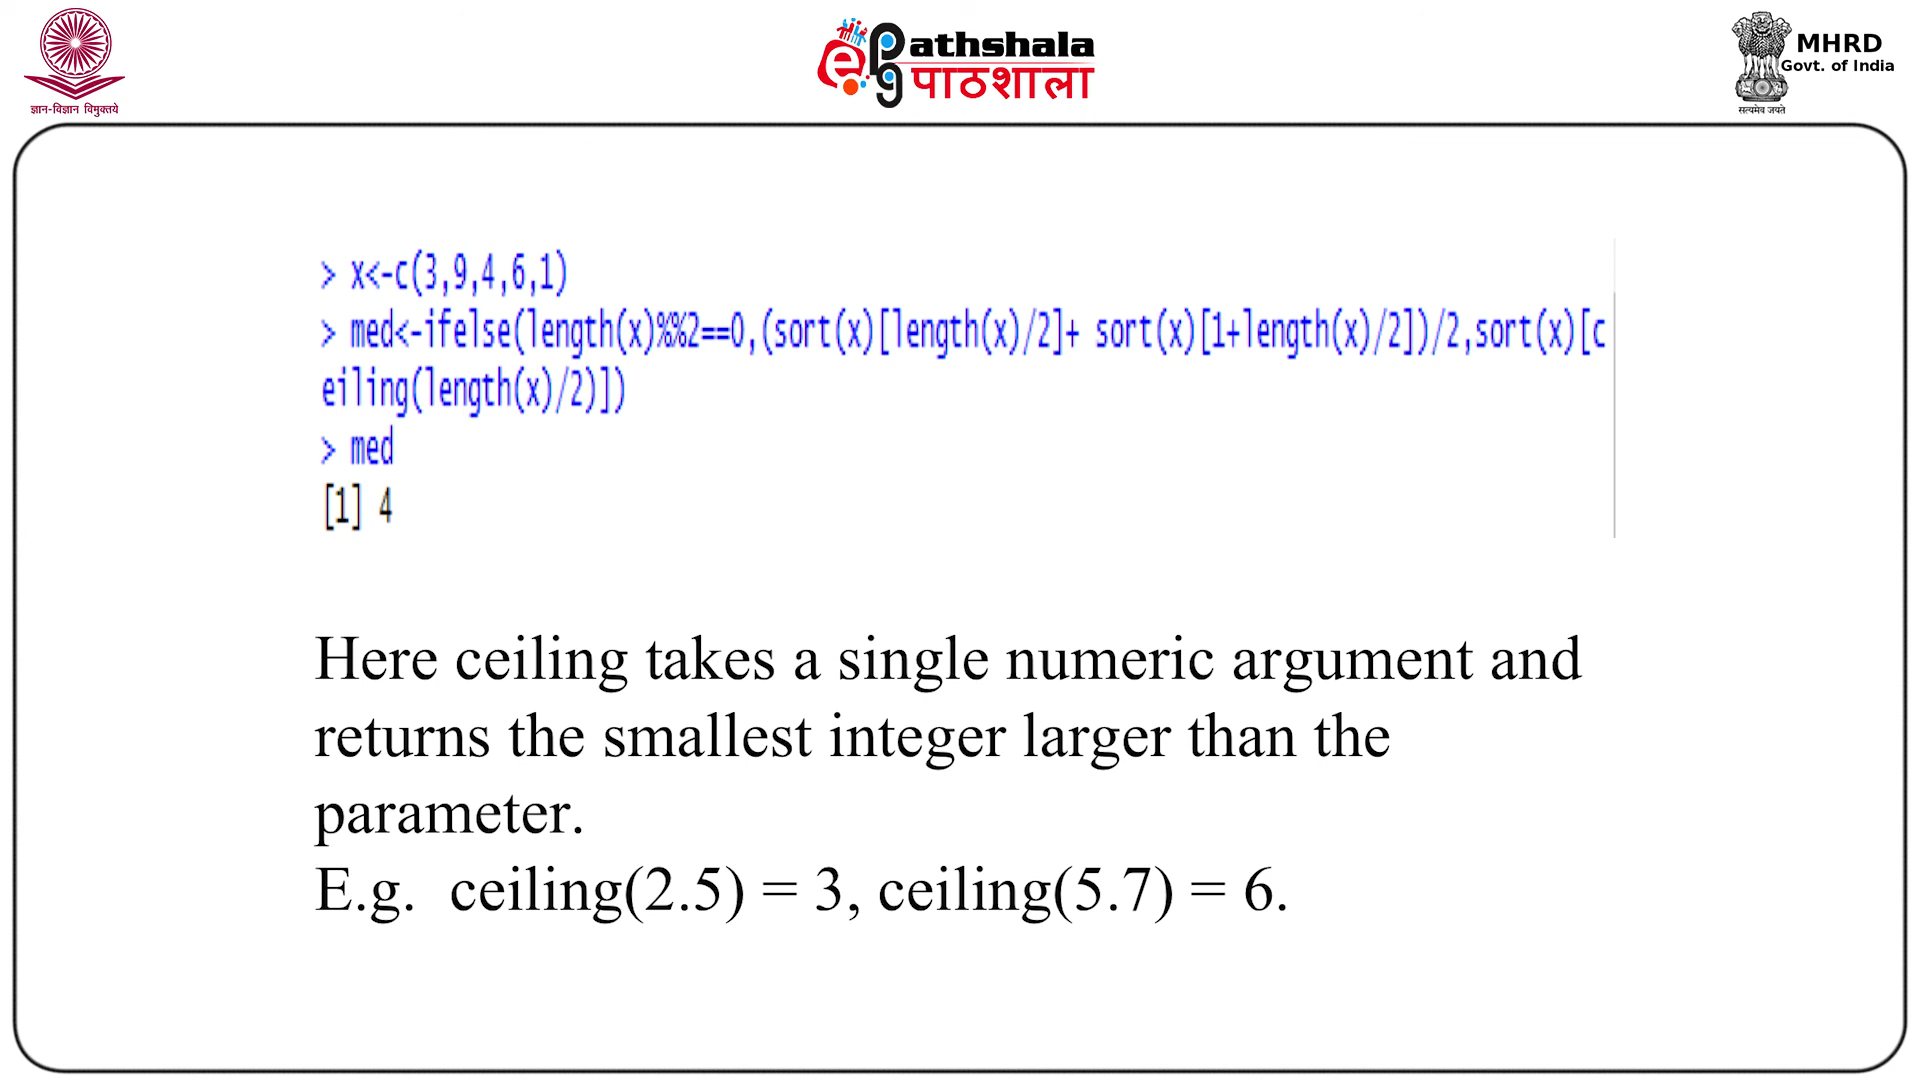 ज्ञान-विज्ञान विमुक्तये
e pg Pathshala
पाठशाला
MHRD
Govt. of India
सत्यमेव जयते
> x<-c(3,9,4,6,1)
> med<-ifelse(length(x)%%2==0,(sort(x)[length(x)/2]+ sort(x)[1+length(x)/2])/2,sort(x)[c
eiling(length(x)/2)])
> med
[1] 4
Here ceiling takes a single numeric argument and
returns the smallest integer larger than the
parameter.
E.g. ceiling(2.5) = 3, ceiling(5.7) = 6.